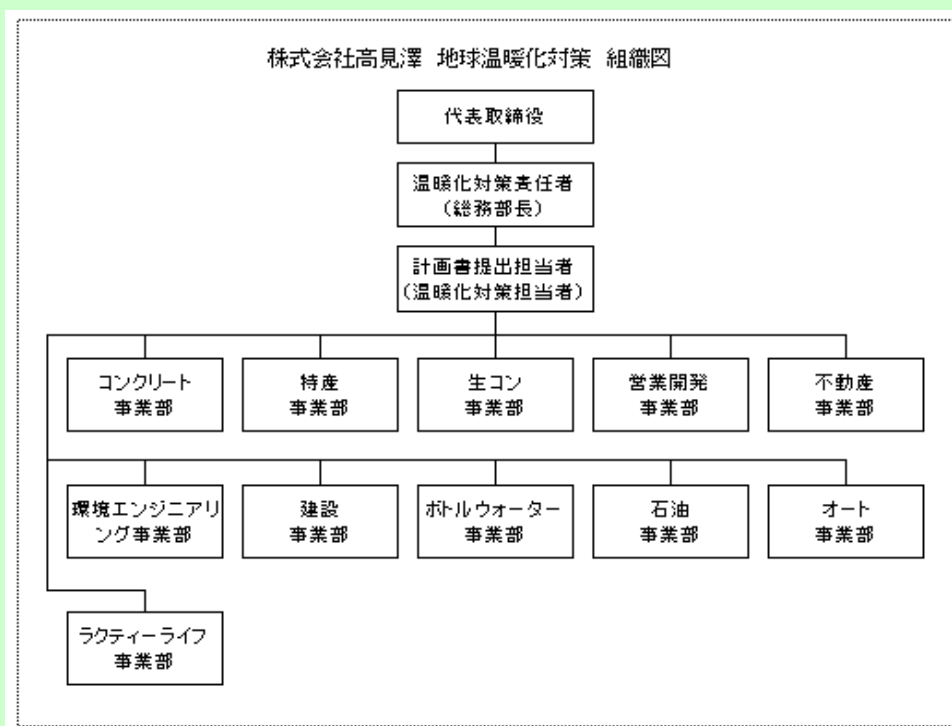 株式会社高見澤 地球温暖化対策 組織図
代表取締役
温暖化対策責任者
（総務部長）
計画書提出担当者
（温暖化対策担当者）
コンクリート
事業部
特産
事業部
生コン
事業部
営業開発
事業部
不動産
事業部
環境エンジニアリ
ング事業部
建設
事業部
ボトルウォーター
事業部
石油
事業部
オート
事業部
ラクティーライフ
事業部